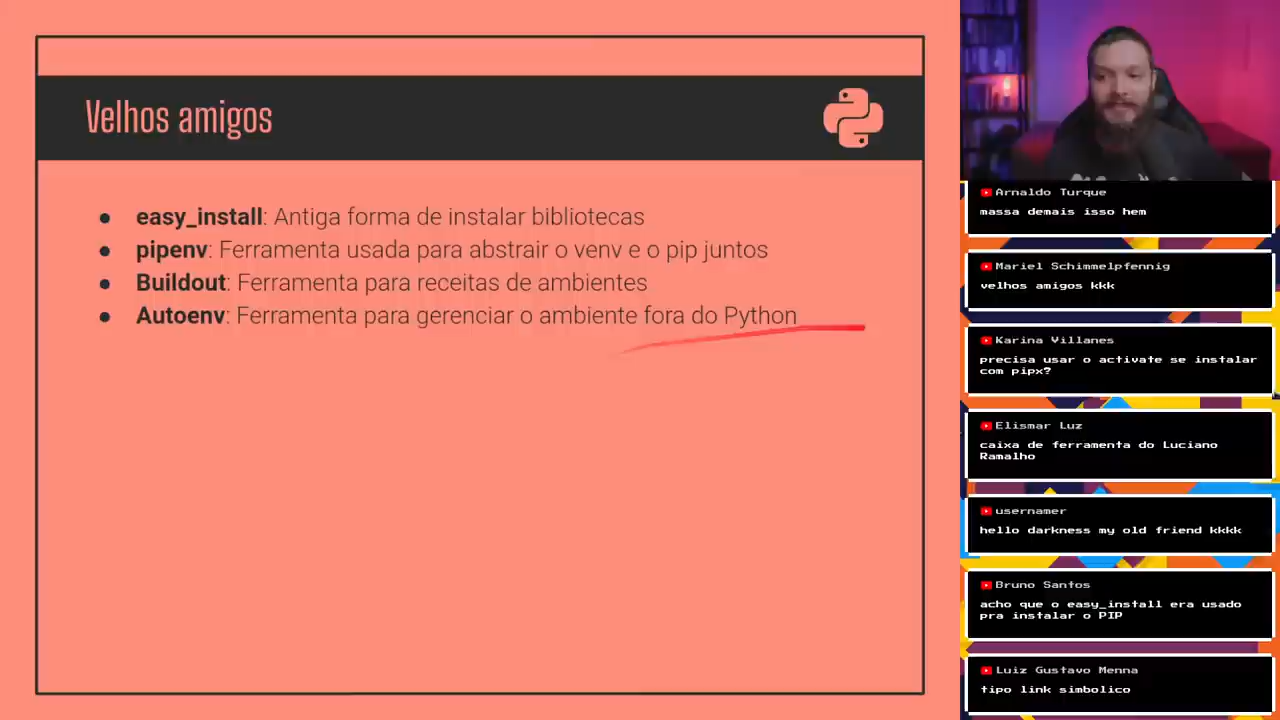 Velhos amigos
● easy_install: Antiga forma de instalar bibliotecas
● pipenv: Ferramenta usada para abstrair o venv e o pip juntos
● Buildout: Ferramenta para receitas de ambientes
● Autoenv: Ferramenta para gerenciar o ambiente fora do Python
Arnaldo Turque
massa demais isso hem
Mariel Schimmelpfennig
velhos amigos kkk
Karina Villanes
precisa usar o activate se instalar
com pipx?
Elismar Luz
caixa de ferramenta do Luciano
Ramalho
usernamer
hello darkness my old friend kkkk
Bruno Santos
acho que o easy_install era usado
pra instalar o PIP
Luiz Gustavo Menna
tipo link simbolico